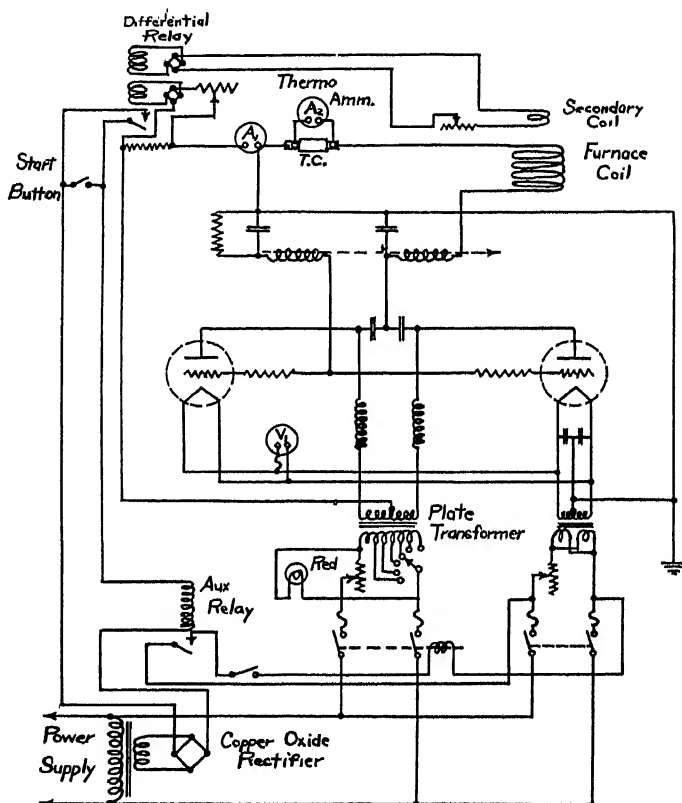 Differential
Relay
Thermo
Amm.
A2
A1
T.C.
Secondary
Coil
Furnace
Coil
Start
Button
V1
Plate
Transformer
Red
Aux
Relay
Power
Supply
Copper Oxide
Rectifier